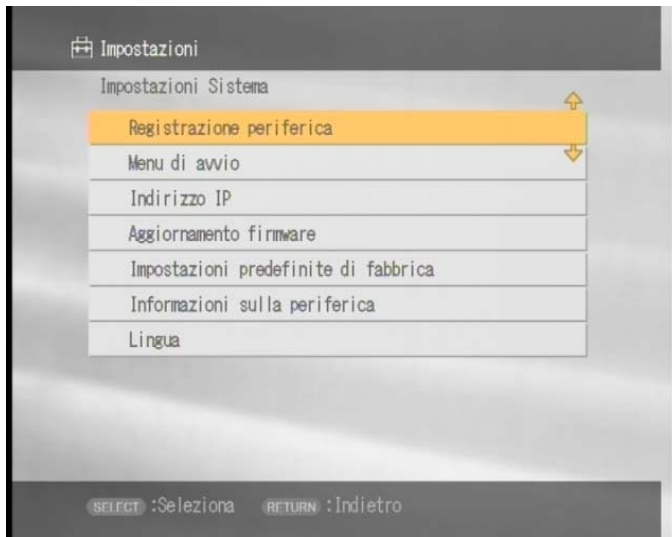 Impostazioni
Impostazioni Sistema
Registrazione periferica
Menu di avvio
Indirizzo IP
Aggiornamento firmware
Impostazioni predefinite di fabbrica
Informazioni sulla periferica
Lingua
SELECT :Seleziona RETURN :Indietro